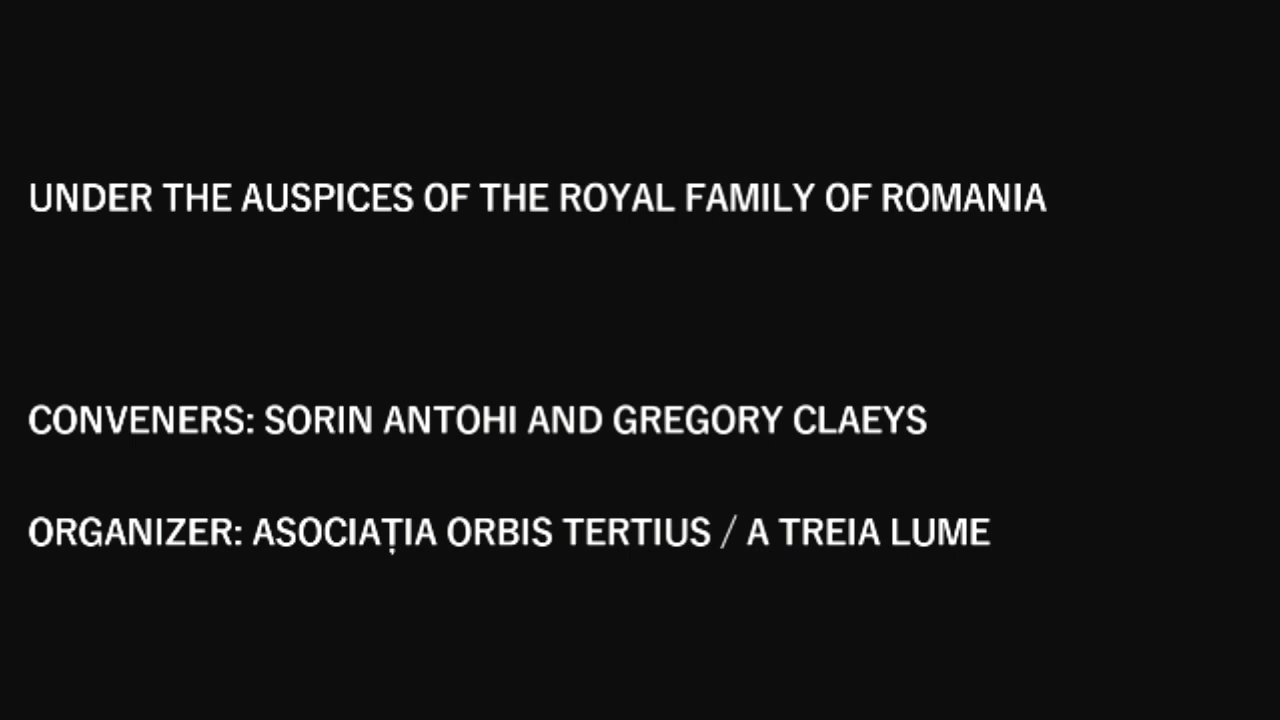 UNDER THE AUSPICES OF THE ROYAL FAMILY OF ROMANIA
CONVENERS: SORIN ANTOHI AND GREGORY CLAEYS
ORGANIZER: ASOCIAȚIA ORBIS TERTIUS / A TREIA LUME